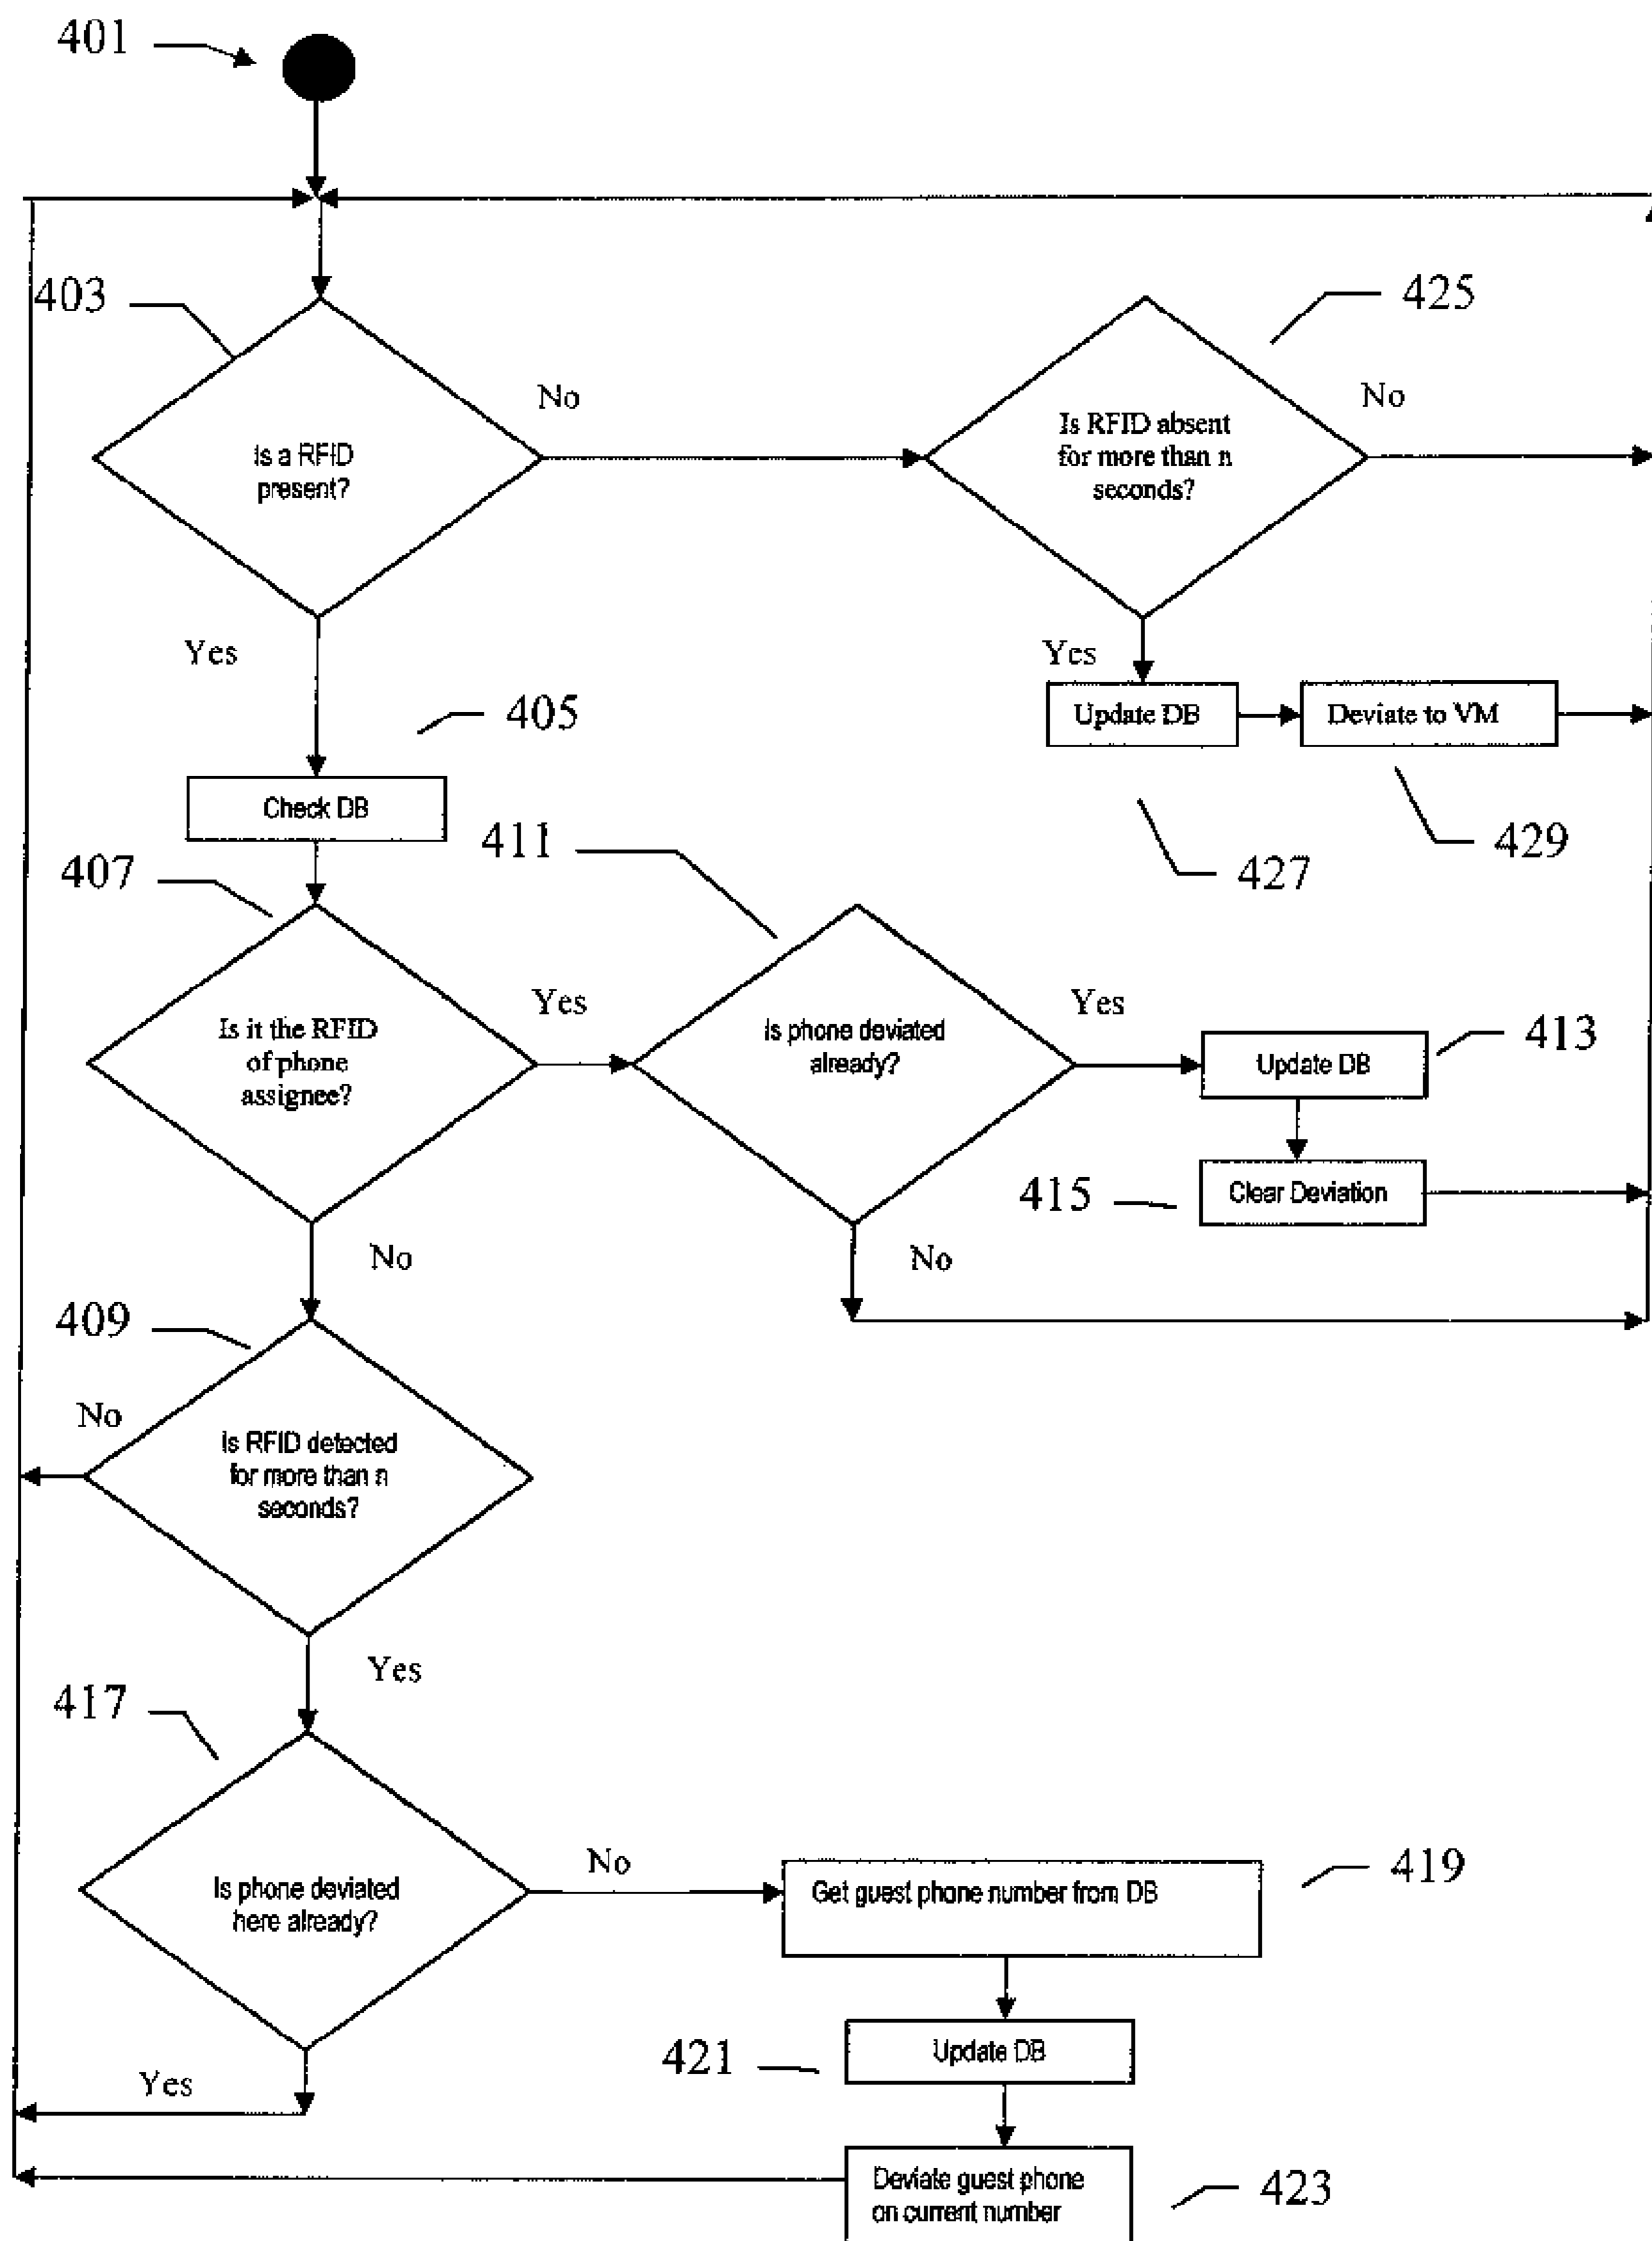 401
403
425
No
No
Is a RFID
present?
Is RFID absent
for more than n
seconds?
Yes
Yes
405
Update DB
Deviate to VM
Check DB
411
407
427
429
Yes
Yes
Is it the RFID
of phone
assignee?
Is phone deviated
already?
413
Update DB
415
Clear Deviation
No
No
409
No
Is RFID detected
for more than n
seconds?
Yes
417
No
419
Is phone deviated
here already?
Get guest phone number from DB
421
Update DB
Yes
Deviate guest phone
on current number
423